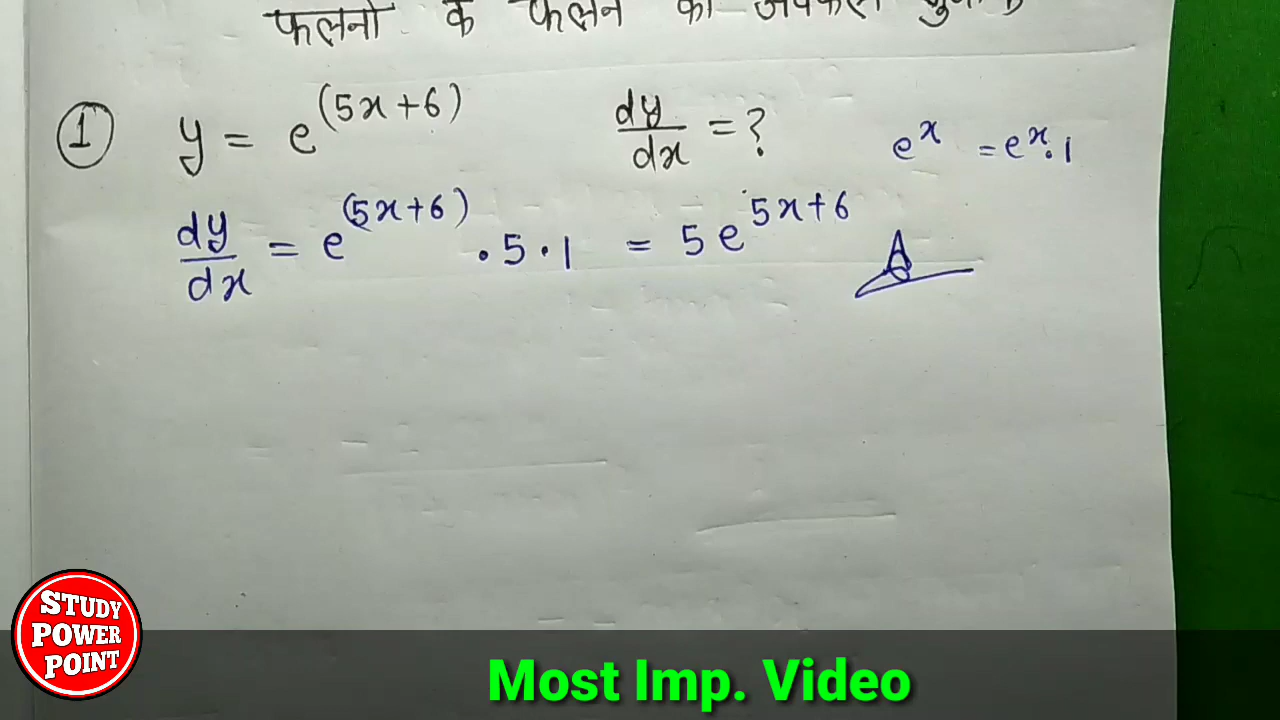 फलनों के फलन का अवकल गुणांक
① y = e^(5x+6) dy/dx = ? e^x = e^x.1
dy/dx = e^(5x+6) . 5 . 1 = 5e^5x+6 A
STUDY
POWER
POINT
Most Imp. Video